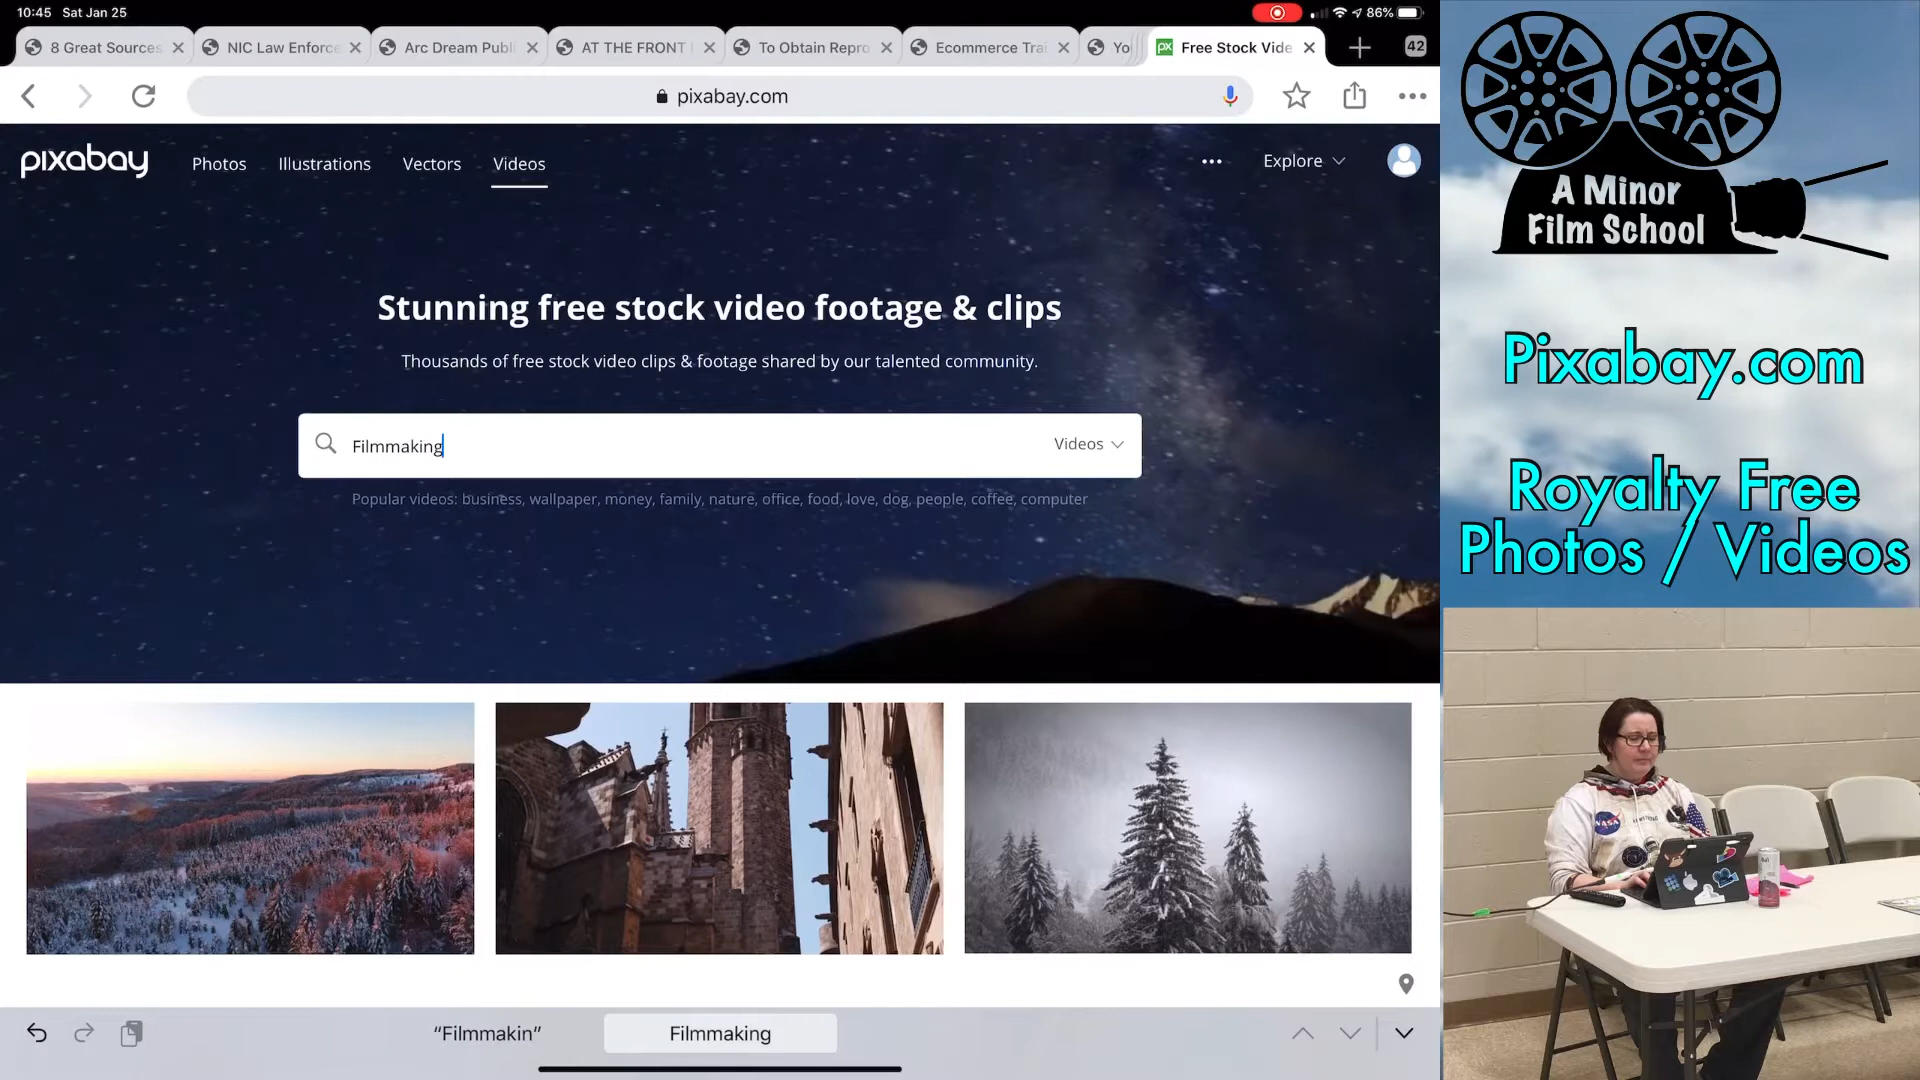 10:45 Sat Jan 25
86%
8 Great Sources
NIC Law Enforce
Arc Dream Publi
AT THE FRONT
To Obtain Repro
Ecommerce Trai
Yo
px Free Stock Vide
42
pixabay.com
pixabay
Photos
Illustrations
Vectors
Videos
Explore
Stunning free stock video footage & clips
Thousands of free stock video clips & footage shared by our talented community.
Filmmaking
Videos
Popular videos: business, wallpaper, money, family, nature, office, food, love, dog, people, coffee, computer
“Filmmakin”
Filmmaking
A Minor
Film School
Pixabay.com
Royalty Free
Photos / Videos
NASA